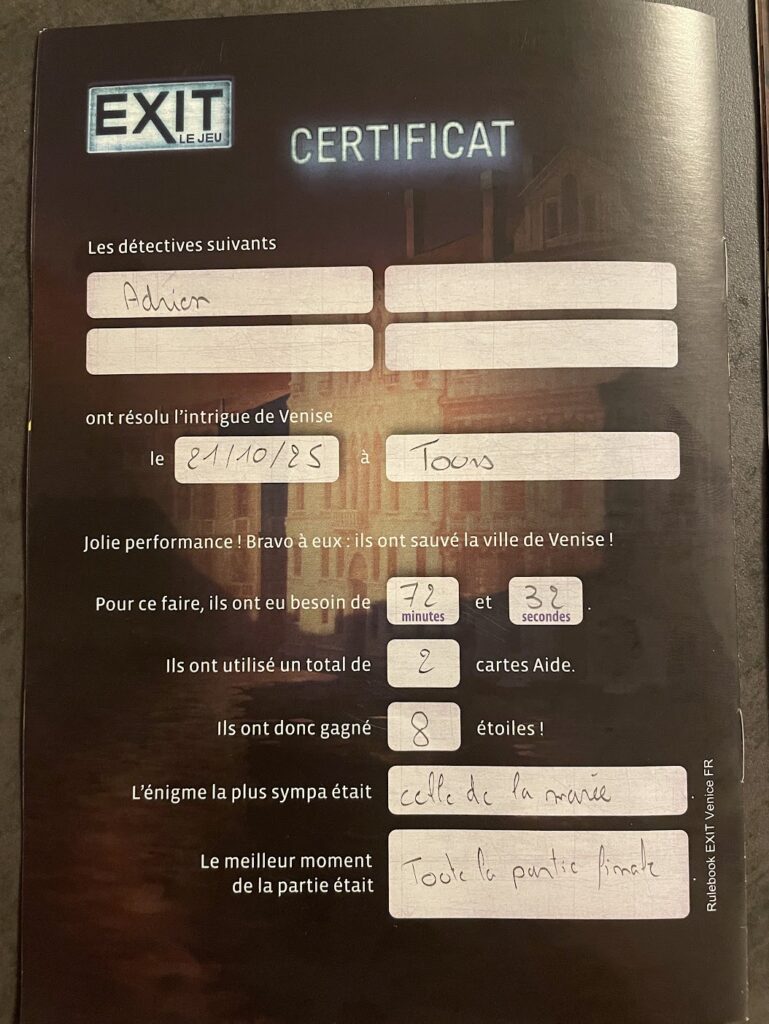 EXIT
LE JEU
CERTIFICAT
Les détectives suivants
Adrien
ont résolu l'intrigue de Venise
le 21/10/25 à Tours
Jolie performance ! Bravo à eux : ils ont sauvé la ville de Venise !
Pour ce faire, ils ont eu besoin de 72 minutes et 32 secondes .
Ils ont utilisé un total de 2 cartes Aide.
Ils ont donc gagné 8 étoiles !
L'énigme la plus sympa était celle de la marée .
Le meilleur moment
de la partie était Toute la partie finale .
Rulebook EXIT Venice FR